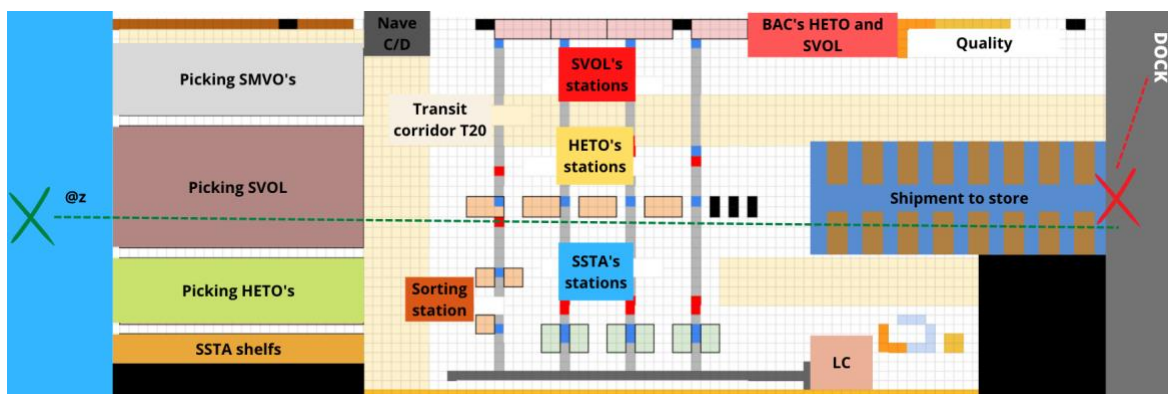 Nave
C/D
BAC's HETO and
SVOL
Quality
DOCK
Picking SMVO's
SVOL's
stations
Transit
corridor T20
HETO's
stations
@z
Picking SVOL
Shipment to store
SSTA's
stations
Picking HETO's
Sorting
station
SSTA shelfs
LC